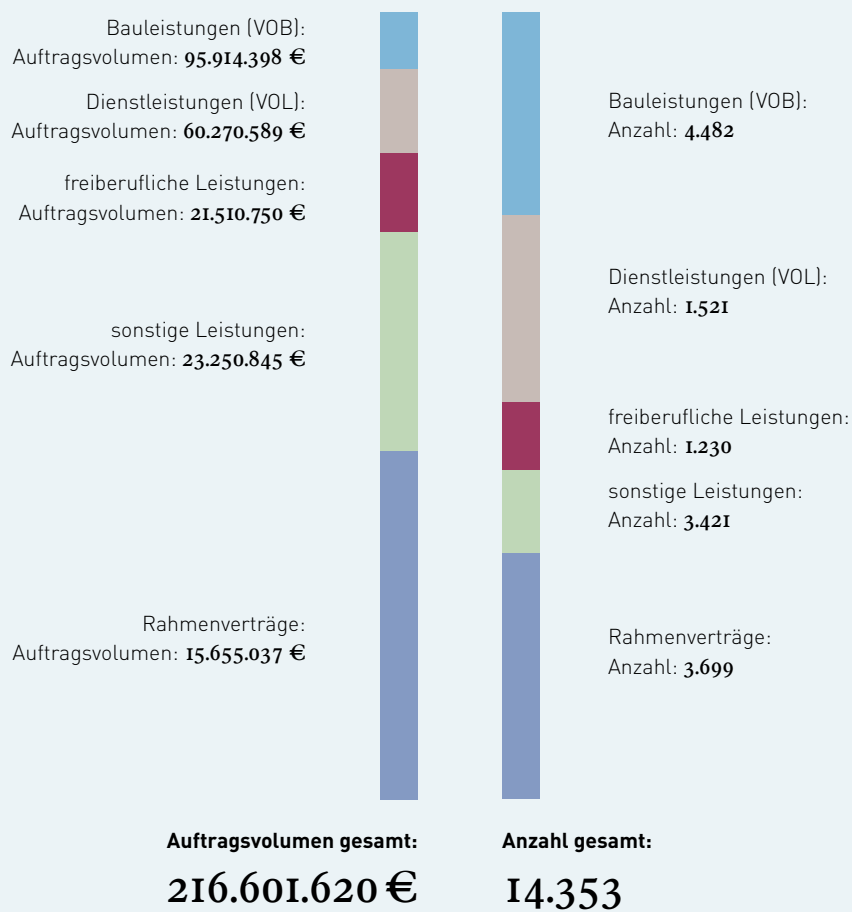 Bauleistungen (VOB):
Auftragsvolumen: 95.914.398 €
Dienstleistungen (VOL):
Auftragsvolumen: 60.270.589 €
freiberufliche Leistungen:
Auftragsvolumen: 21.510.750 €
sonstige Leistungen:
Auftragsvolumen: 23.250.845 €
Rahmenverträge:
Auftragsvolumen: 15.655.037 €
Auftragsvolumen gesamt:
216.601.620 €
Bauleistungen (VOB):
Anzahl: 4.482
Dienstleistungen (VOL):
Anzahl: 1.521
freiberufliche Leistungen:
Anzahl: 1.230
sonstige Leistungen:
Anzahl: 3.421
Rahmenverträge:
Anzahl: 3.699
Anzahl gesamt:
14.353